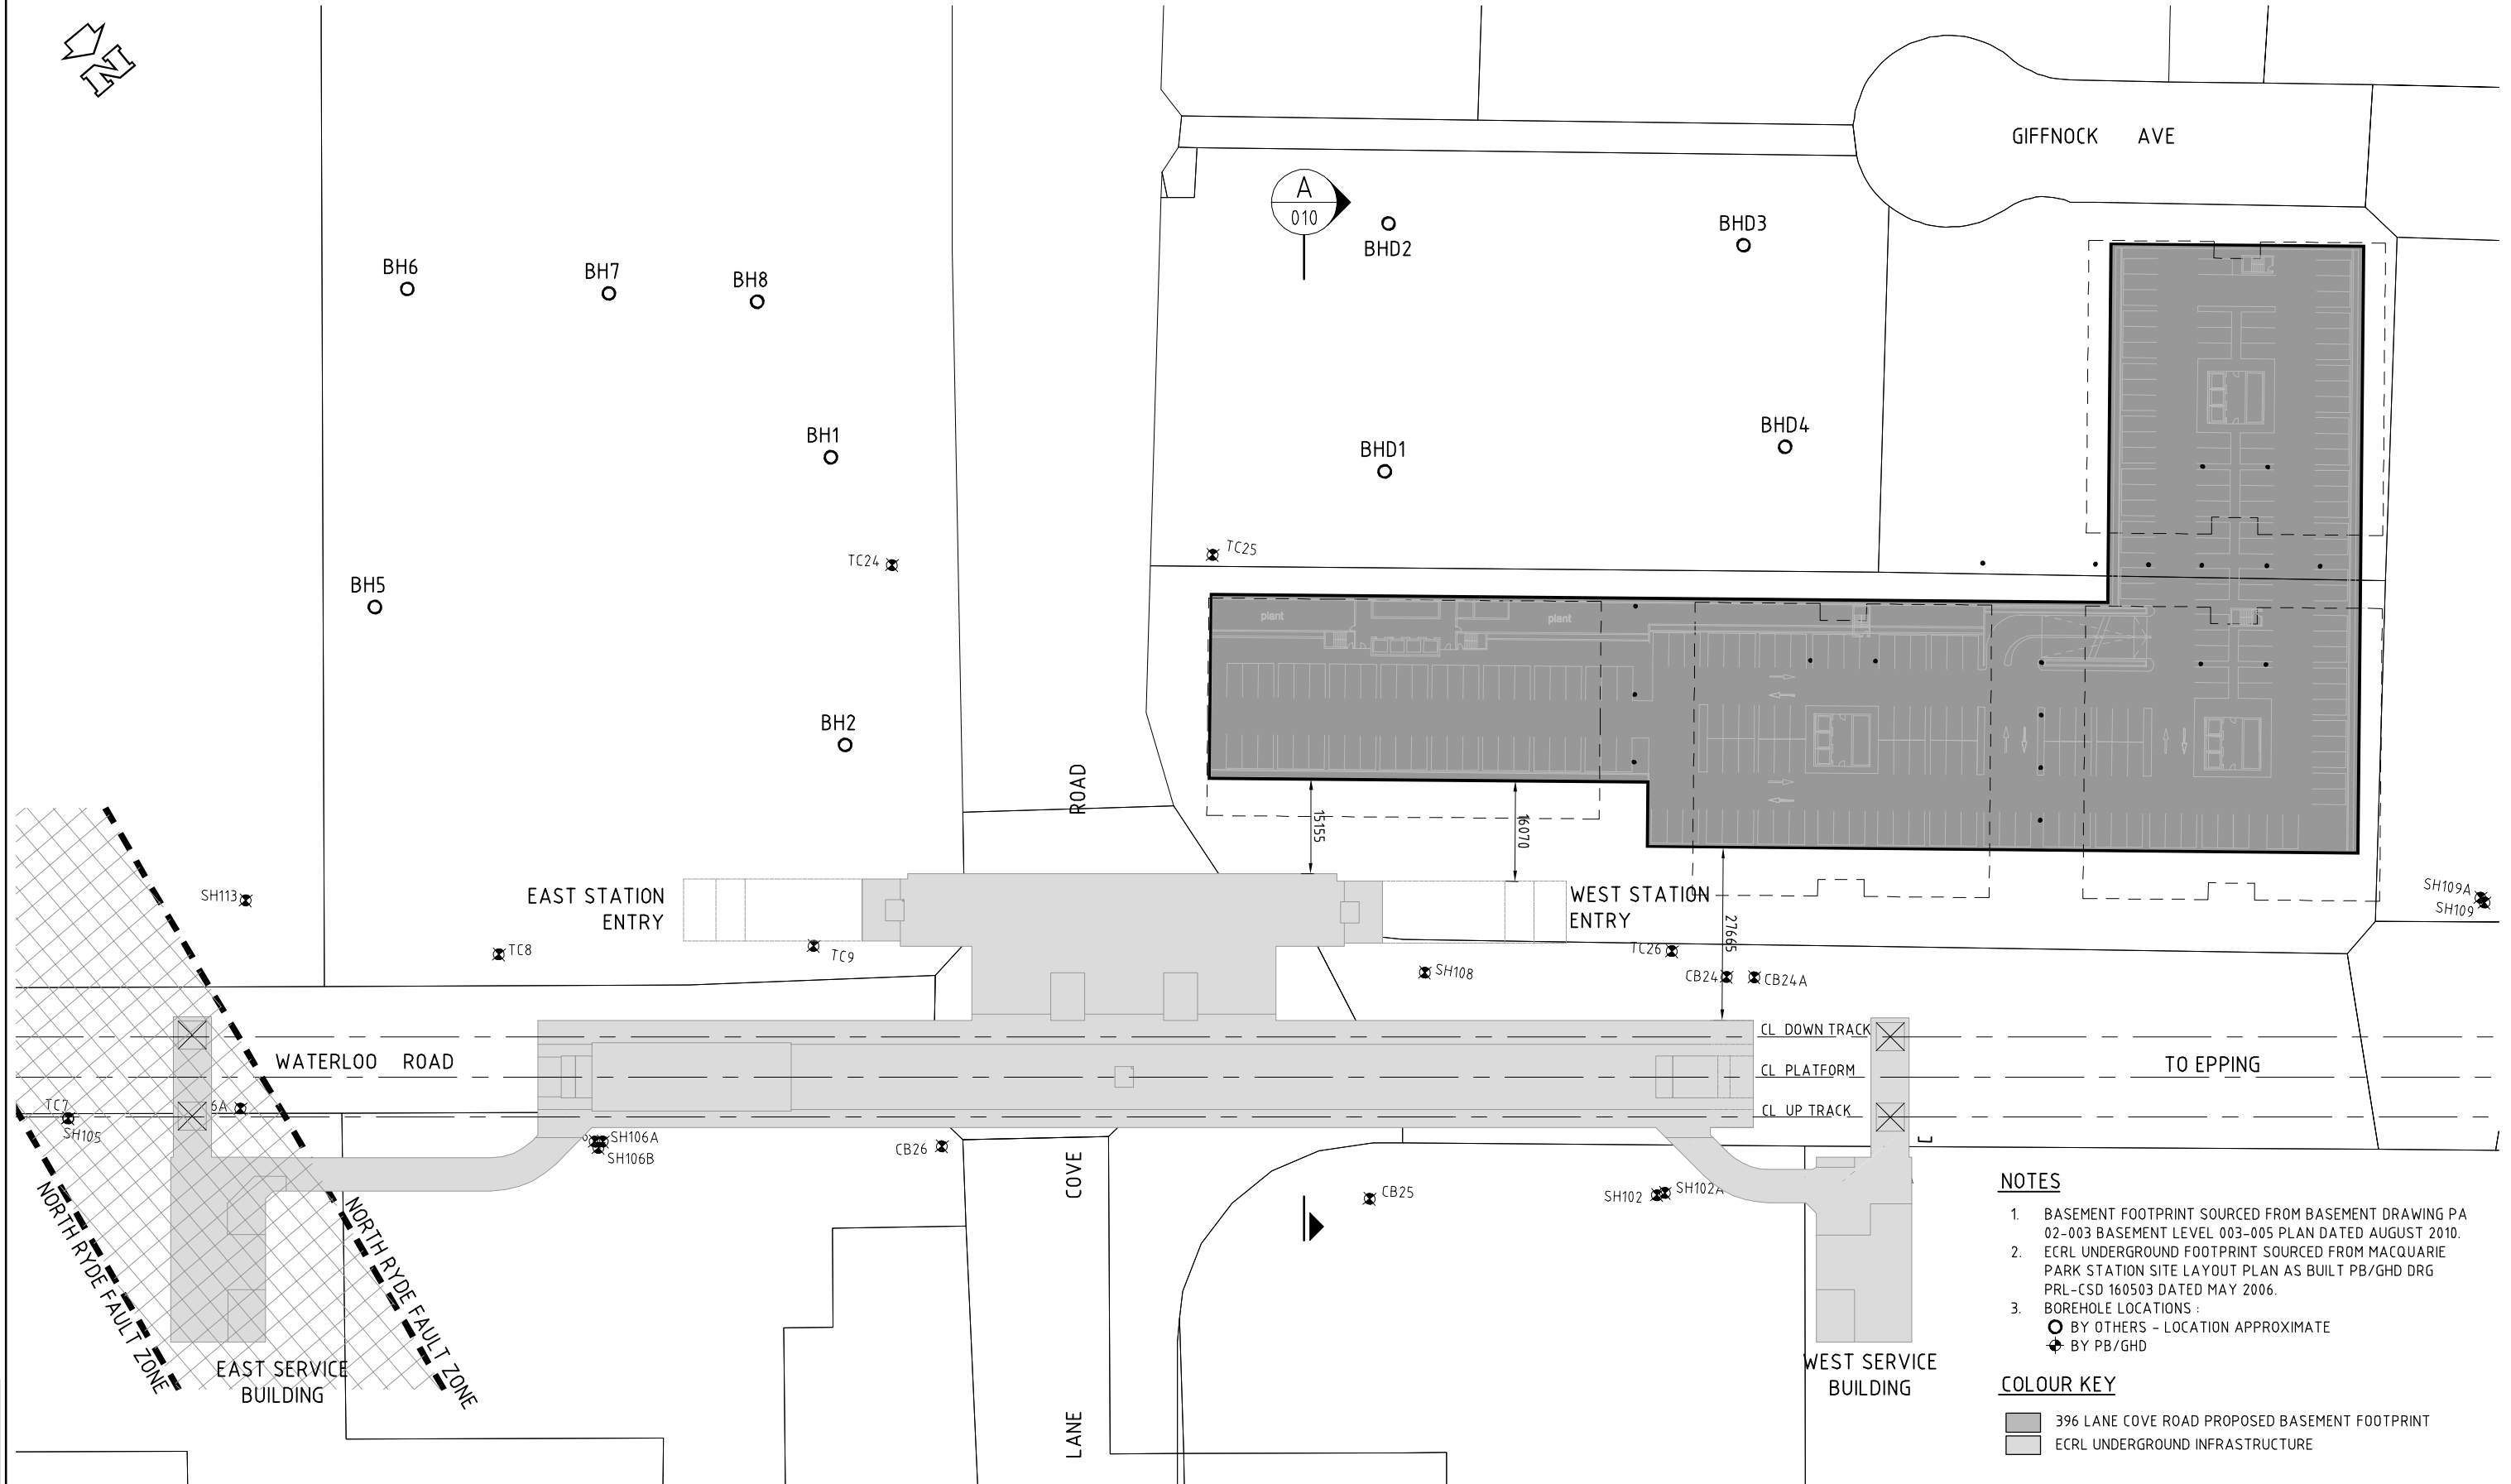 N
GIFFNOCK AVE
A
010
BHD2
BHD3
BH6
BH7
BH8
BH1
BHD1
BHD4
TC24
TC25
BH5
plant
plant
BH2
ROAD
15155
16070
27665
EAST STATION
ENTRY
WEST STATION
ENTRY
SH113
TC8
TC9
SH108
TC26
CB24
CB24A
SH109A
SH109
WATERLOO ROAD
CL DOWN TRACK
CL PLATFORM
CL UP TRACK
TO EPPING
TC7
SH105
6A
SH106A
SH106B
CB26
COVE
CB25
SH102
SH102A
NORTH RYDE FAULT ZONE
NORTH RYDE FAULT ZONE
EAST SERVICE
BUILDING
LANE
WEST SERVICE
BUILDING
NOTES
1. BASEMENT FOOTPRINT SOURCED FROM BASEMENT DRAWING PA
02-003 BASEMENT LEVEL 003-005 PLAN DATED AUGUST 2010.
2. ECRL UNDERGROUND FOOTPRINT SOURCED FROM MACQUARIE
PARK STATION SITE LAYOUT PLAN AS BUILT PB/GHD DRG
PRL-CSD 160503 DATED MAY 2006.
3. BOREHOLE LOCATIONS :
BY OTHERS - LOCATION APPROXIMATE
BY PB/GHD
COLOUR KEY
396 LANE COVE ROAD PROPOSED BASEMENT FOOTPRINT
ECRL UNDERGROUND INFRASTRUCTURE